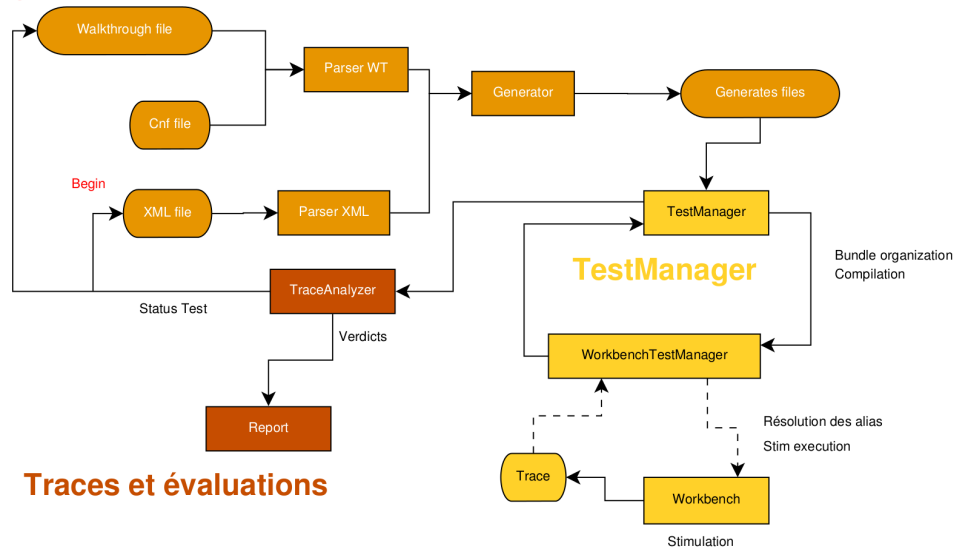 Walkthrough file
Parser WT
Generator
Generates files
Cnf file
Begin
XML file
Parser XML
TestManager
TestManager
Bundle organization
Compilation
TraceAnalyzer
Status Test
Verdicts
WorkbenchTestManager
Report
Résolution des alias
Stim execution
Traces et évaluations
Trace
Workbench
Stimulation